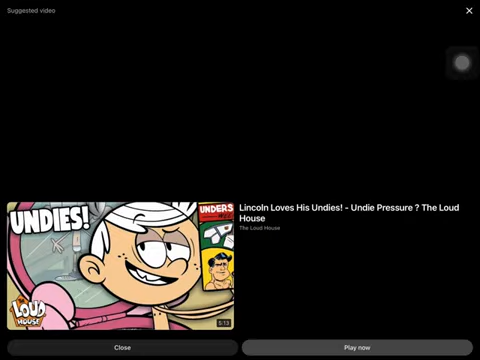 Suggested video
UNDIES!
UNDERS
Lincoln Loves His Undies! - Undie Pressure ? The Loud
House
The Loud House
THE
LOUD
HOUSE
5:13
Close
Play now